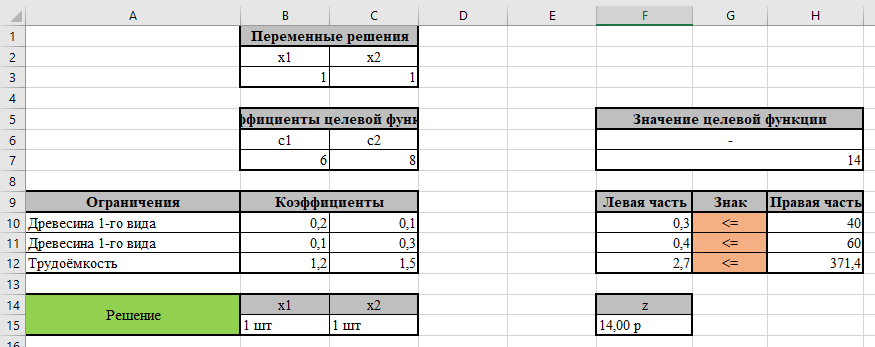 A B C D E F G H
1 Переменные решения
2 x1 x2
3 1 1
4
5 ффициенты целевой функ Значение целевой функции
6 c1 c2 -
7 6 8 14
8
9 Ограничения Коэффициенты Левая часть Знак Правая часть
10 Древесина 1-го вида 0,2 0,1 0,3 <= 40
11 Древесина 1-го вида 0,1 0,3 0,4 <= 60
12 Трудоёмкость 1,2 1,5 2,7 <= 371,4
13
14 Решение x1 x2 z
15 1 шт 1 шт 14,00 р
16